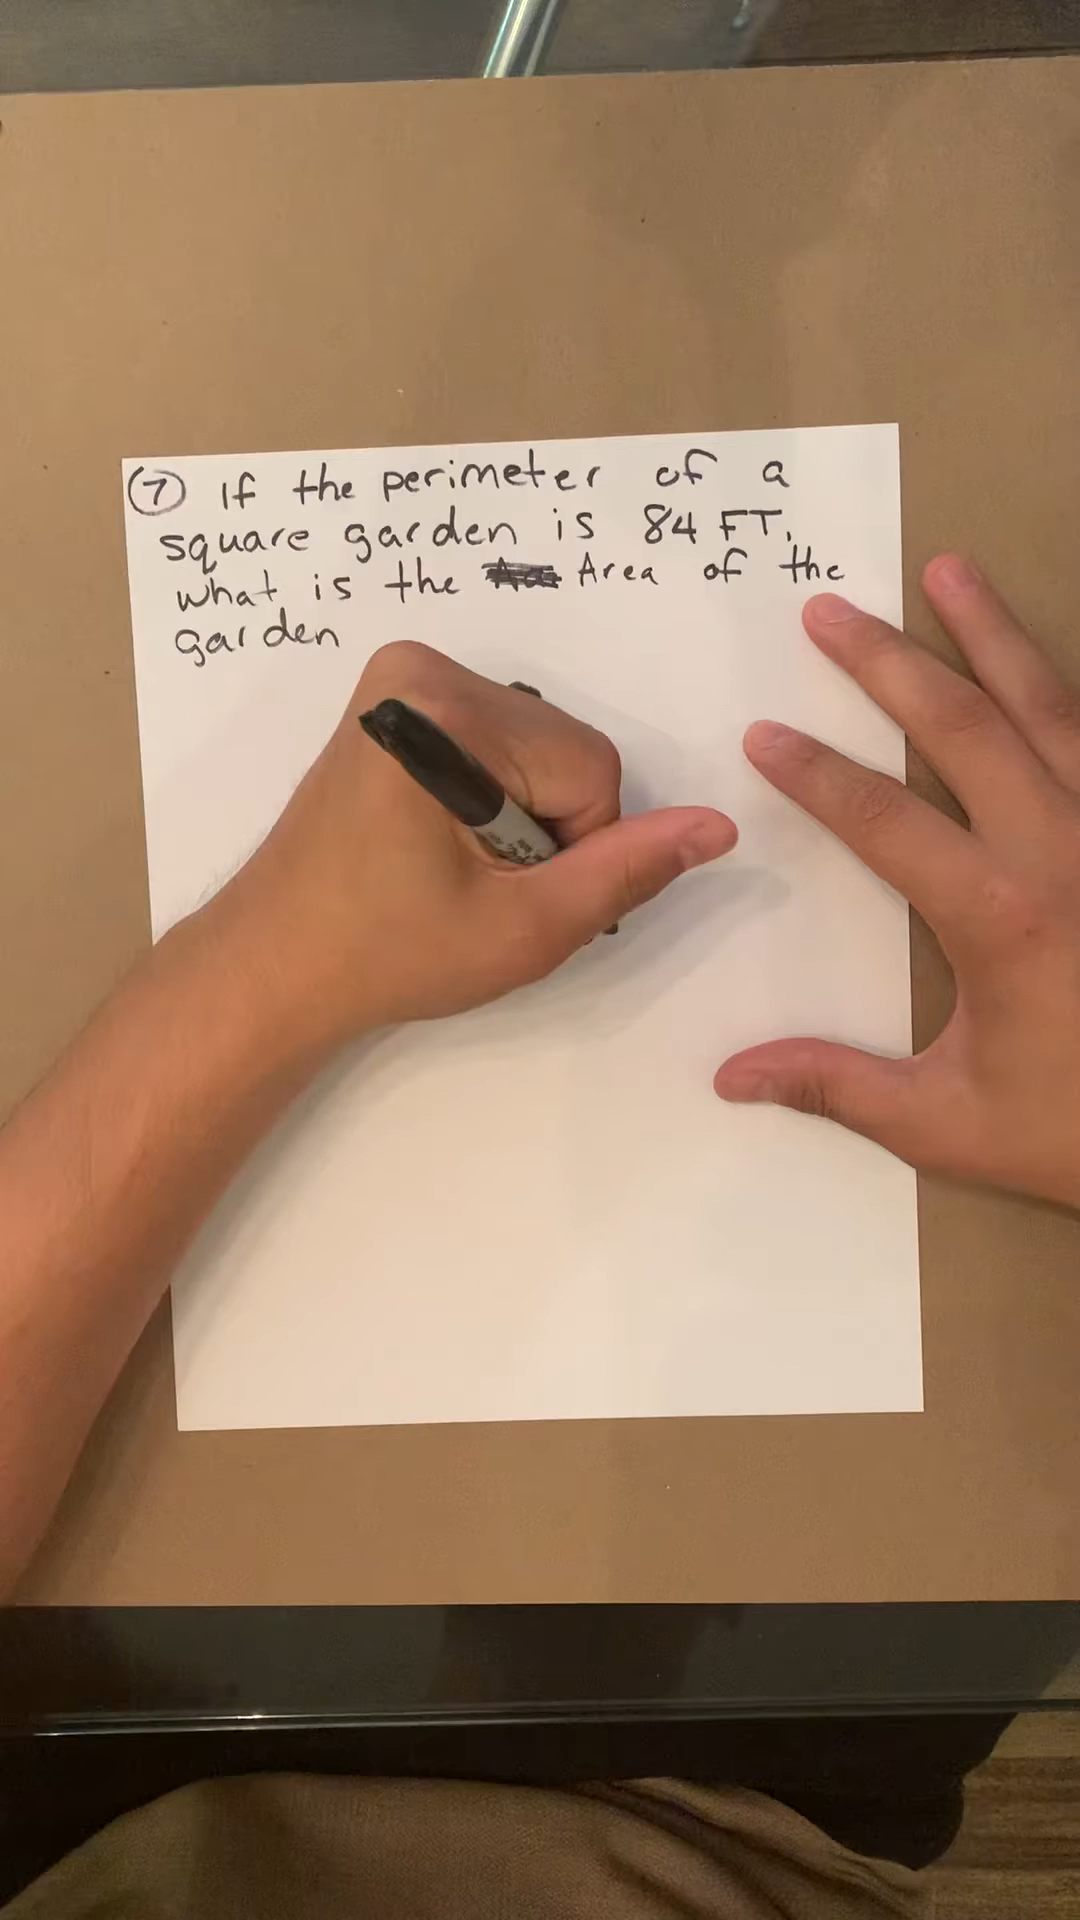 (7) If the perimeter of a
square garden is 84 FT.
what is the Area of the
garden